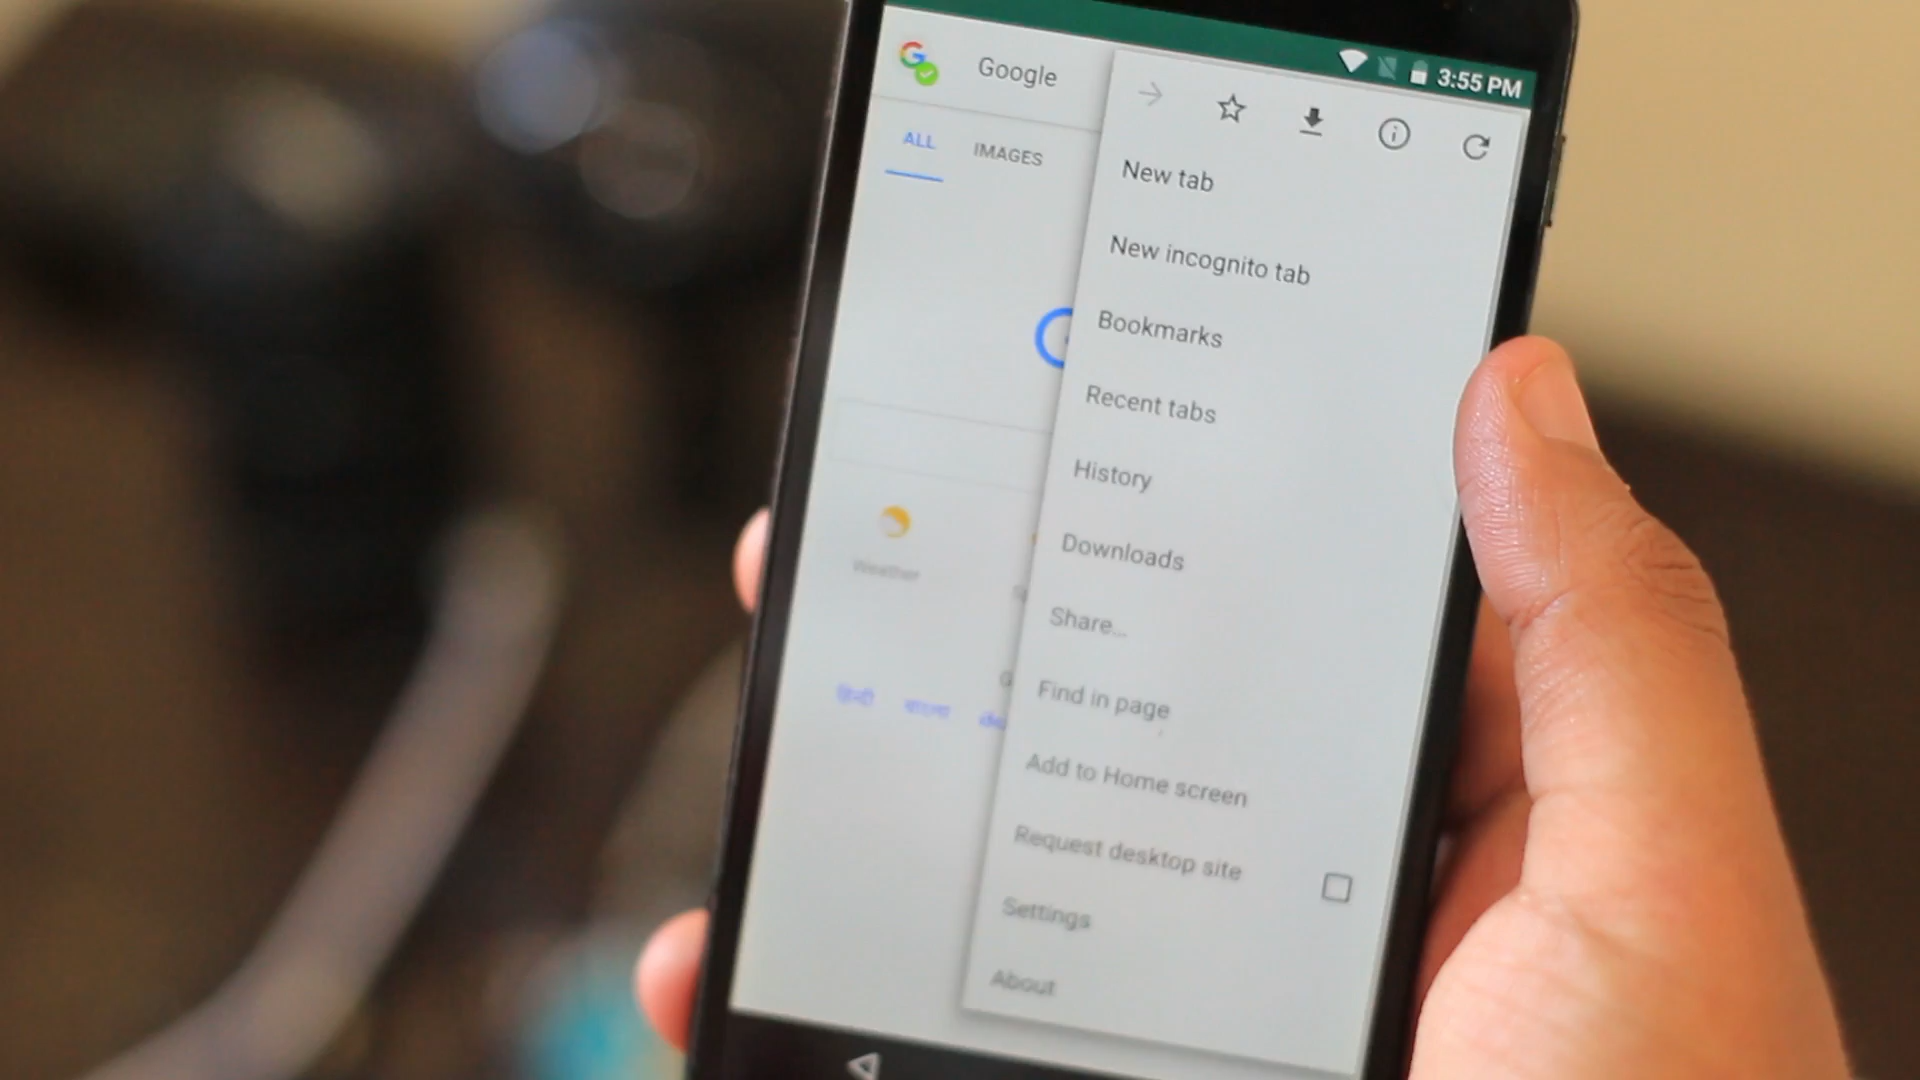 3:55 PM
Google
ALL IMAGES
New tab
New incognito tab
Bookmarks
Recent tabs
History
Downloads
Share...
Find in page
Add to Home screen
Request desktop site
Settings
About
Weather
हिन्दी বাংলা